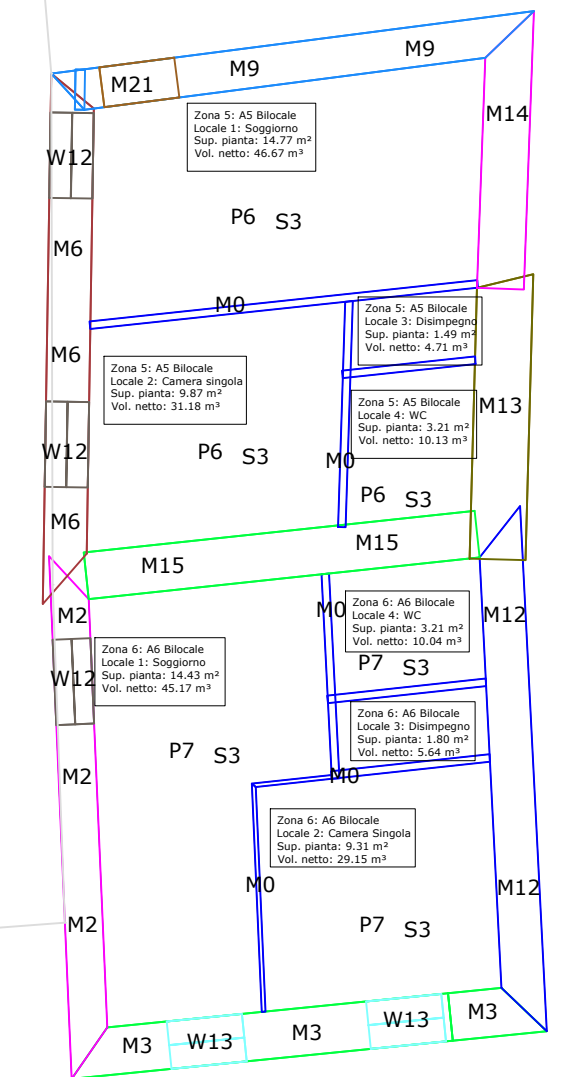 M9
M9
M21
M14
Zona 5: A5 Bilocale
Locale 1: Soggiorno
Sup. pianta: 14.77 m²
Vol. netto: 46.67 m³
W12
P6 S3
M6
M0
Zona 5: A5 Bilocale
Locale 3: Disimpegno
Sup. pianta: 1.49 m²
Vol. netto: 4.71 m³
M6
Zona 5: A5 Bilocale
Locale 2: Camera singola
Sup. pianta: 9.87 m²
Vol. netto: 31.18 m³
Zona 5: A5 Bilocale
Locale 4: WC
Sup. pianta: 3.21 m²
Vol. netto: 10.13 m³
M13
W12
P6 S3
M0
P6 S3
M6
M15
M15
M2
M0
Zona 6: A6 Bilocale
Locale 4: WC
Sup. pianta: 3.21 m²
Vol. netto: 10.04 m³
M12
P7 S3
W12
Zona 6: A6 Bilocale
Locale 1: Soggiorno
Sup. pianta: 14.43 m²
Vol. netto: 45.17 m³
Zona 6: A6 Bilocale
Locale 3: Disimpegno
Sup. pianta: 1.80 m²
Vol. netto: 5.64 m³
P7 S3
M2
M0
Zona 6: A6 Bilocale
Locale 2: Camera Singola
Sup. pianta: 9.31 m²
Vol. netto: 29.15 m³
M0
M12
M2
P7 S3
M3
W13
M3
W13
M3